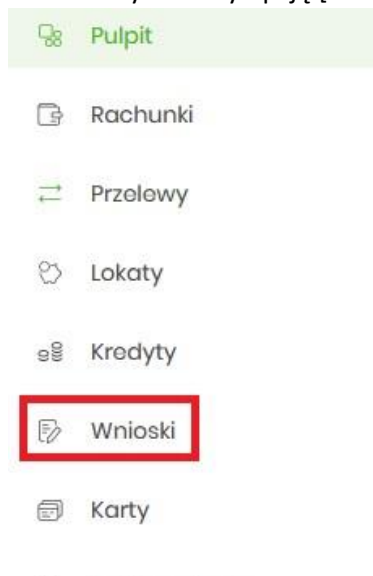 Pulpit
Rachunki
Przelewy
Lokaty
Kredyty
Wnioski
Karty